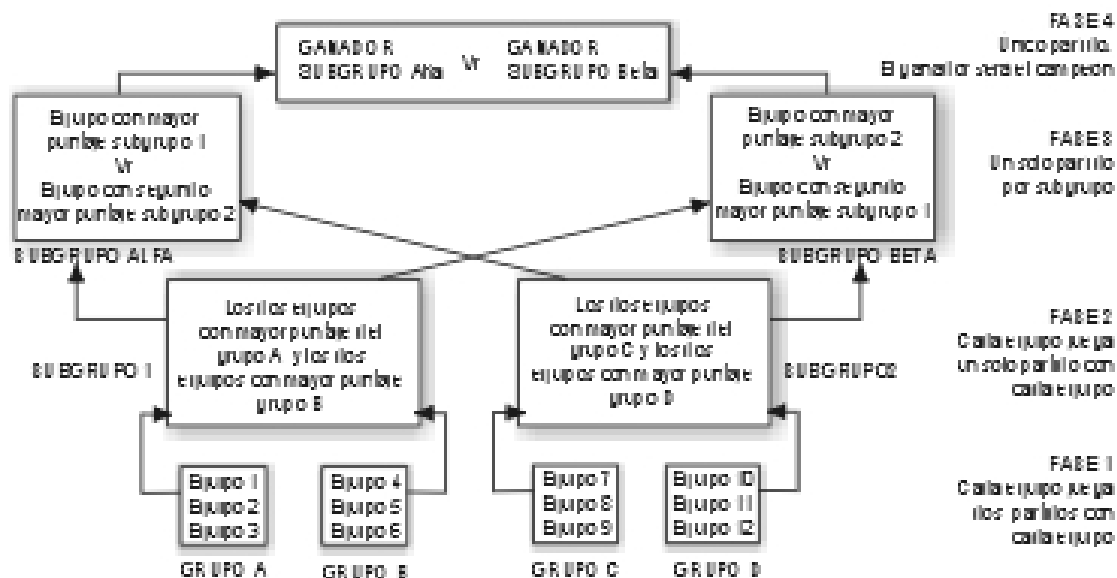 FASE 4
Unico partido.
El ganador sera el campeón
GANADOR
SUBGRUPO Alfa
Vr
GANADOR
SUBGRUPO Beta
Equipo con mayor
puntaje subgrupo 1
Vr
Equipo con segundo
mayor puntaje subgrupo 2
SUBGRUPO ALFA
Equipo con mayor
puntaje subgrupo 2
Vr
Equipo con segundo
mayor puntaje subgrupo 1
SUBGRUPO BETA
FASE 3
Un solo partido
por subgrupo
SUBGRUPO 1
Los dos equipos
con mayor puntaje del
grupo A y los dos
equipos con mayor puntaje
grupo B
Los dos equipos
con mayor puntaje del
grupo C y los dos
equipos con mayor puntaje
grupo D
SUBGRUPO2
FASE 2
Cada equipo juega
un solo partido con
cada equipo
Equipo 1
Equipo 2
Equipo 3
GRUPO A
Equipo 4
Equipo 5
Equipo 6
GRUPO B
Equipo 7
Equipo 8
Equipo 9
GRUPO C
Equipo 10
Equipo 11
Equipo 12
GRUPO D
FASE 1
Cada equipo juega
dos partidos con
cada equipo